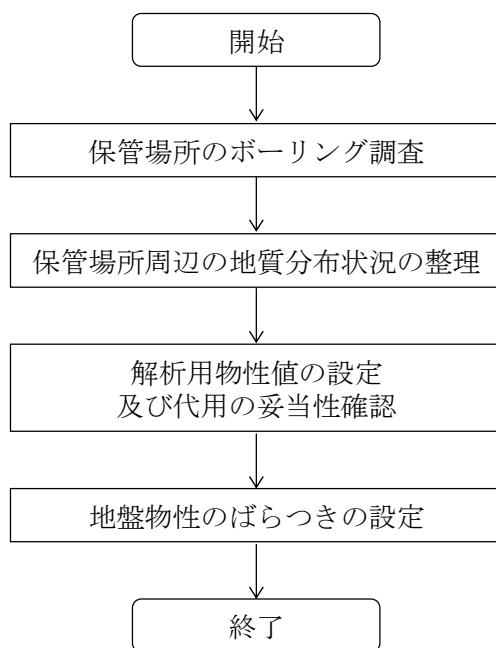 開始
保管場所のボーリング調査
保管場所周辺の地質分布状況の整理
解析用物性値の設定
及び代用の妥当性確認
地盤物性のばらつきの設定
終了